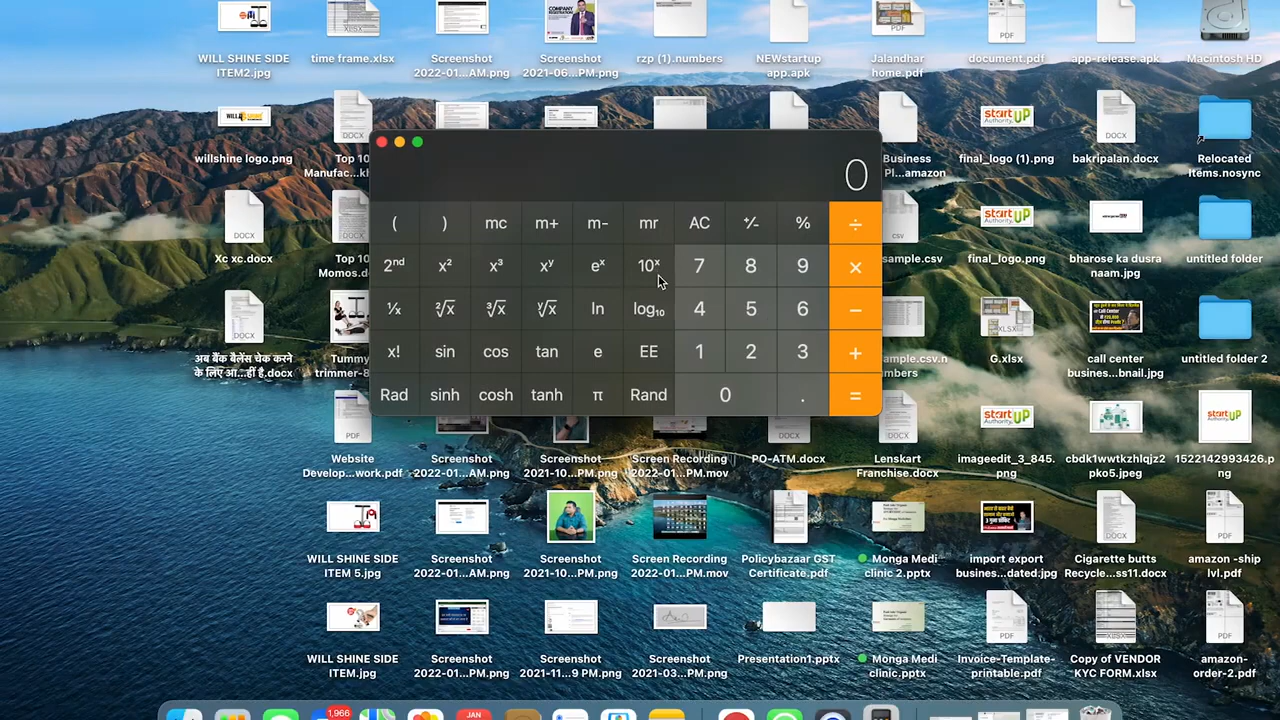 WILL SHINE SIDE
ITEM2.jpg
time frame.xlsx
Screenshot
2022-01...AM.png
Screenshot
2021-06...PM.png
rzp (1).numbers
NEWstartup
app.apk
Jalandhar
home.pdf
document.pdf
app-release.apk
Macintosh HD
willshine logo.png
Top 10
Manufac...
Business
Pl...amazon
final_logo (1).png
bakripalan.docx
Relocated
Items.nosync
0
( ) mc m+ m- mr AC ⁺∕₋ % ÷
2ⁿᵈ x² x³ xʸ eˣ 10ˣ 7 8 9 ×
¹∕ₓ ²√x ³√x ʸ√x ln log₁₀ 4 5 6 −
x! sin cos tan e EE 1 2 3 +
Rad sinh cosh tanh π Rand 0 . =
Xc xc.docx
Top 10
Momos.d
sample.csv
final_logo.png
bharose ka dusra
naam.jpg
untitled folder
अब बैंक बैलेंस चेक करने
के लिए आ...हीं है.docx
Tummy
trimmer-8
ample.csv.n
umbers
G.xlsx
call center
busines...bnail.jpg
untitled folder 2
Website
Develop...work.pdf
Screenshot
2022-01...AM.png
Screenshot
2021-10...PM.png
Screen Recording
2022-01...PM.mov
PO-ATM.docx
Lenskart
Franchise.docx
imageedit_3_845.
png
cbdk1wwtkzhlqjz2
pko5.jpeg
1522142993426.p
ng
WILL SHINE SIDE
ITEM 5.jpg
Screenshot
2022-01...AM.png
Screenshot
2021-10...PM.png
Screen Recording
2022-01...PM.mov
Policybazaar GST
Certificate.pdf
Monga Medi
clinic 2.pptx
import export
busines...dated.jpg
Cigarette butts
Recycle...ss11.docx
amazon -ship
lvl.pdf
WILL SHINE SIDE
ITEM.jpg
Screenshot
2022-01...PM.png
Screenshot
2021-11...9 PM.png
Screenshot
2021-03...PM.png
Presentation1.pptx
Monga Medi
clinic.pptx
Invoice-Template-
printable.pdf
Copy of VENDOR
KYC FORM.xlsx
amazon-
order-2.pdf
1,966
JAN